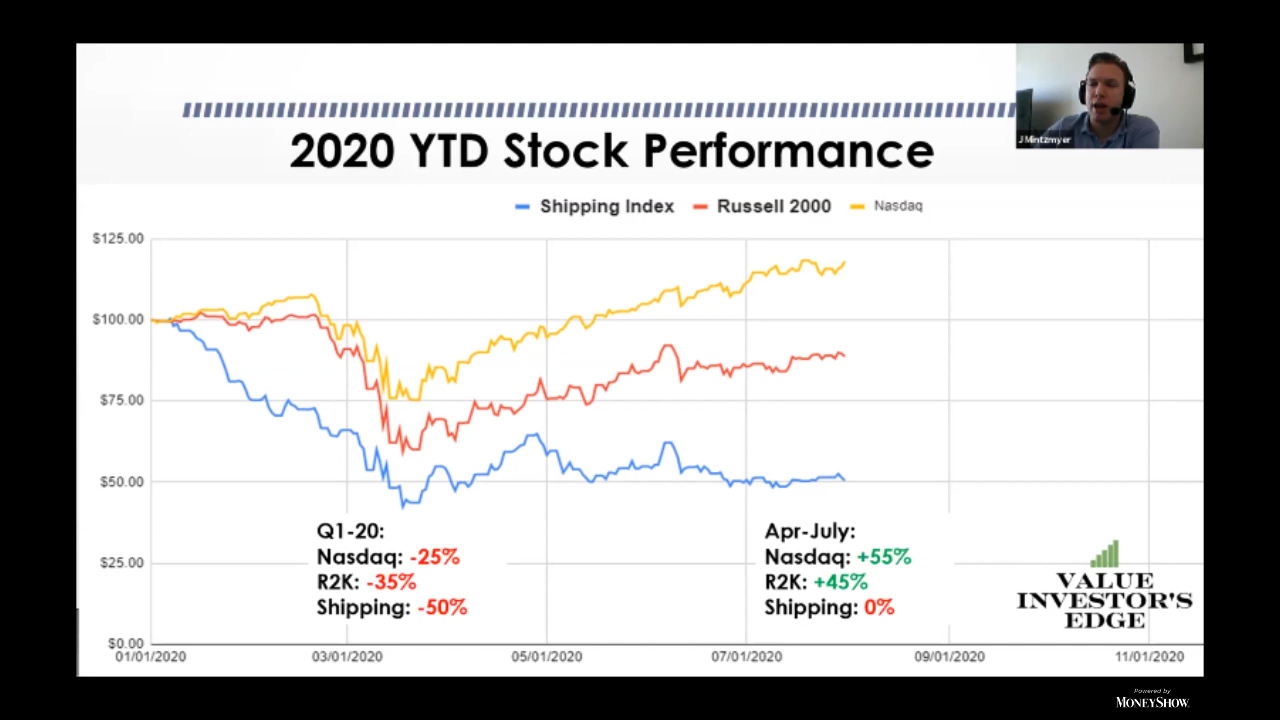 J Mintzmyer
2020 YTD Stock Performance
Shipping Index Russell 2000 Nasdaq
$125.00
$100.00
$75.00
$50.00
$25.00
$0.00
Q1-20:
Nasdaq: -25%
R2K: -35%
Shipping: -50%
Apr-July:
Nasdaq: +55%
R2K: +45%
Shipping: 0%
VALUE
INVESTOR'S
EDGE
01/01/2020 03/01/2020 05/01/2020 07/01/2020 09/01/2020 11/01/2020
Powered by
MONEYSHOW